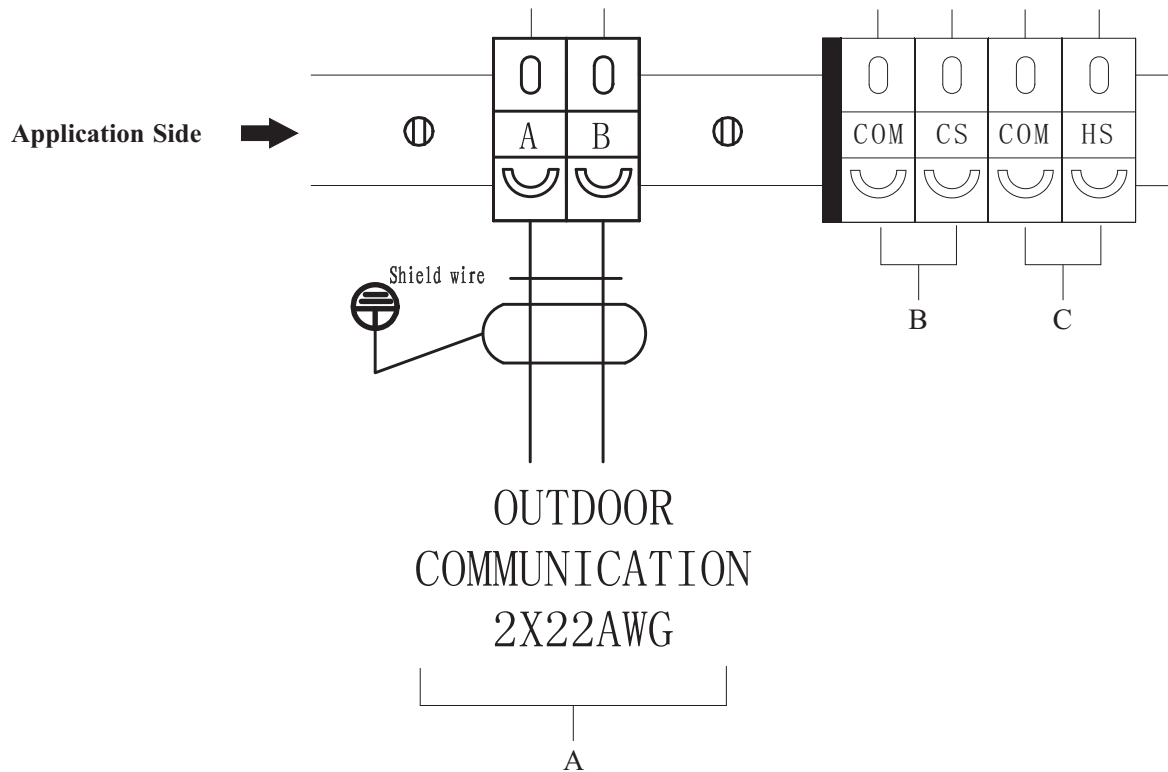 Application Side
A B
COM CS COM HS
Shield wire
B C
OUTDOOR
COMMUNICATION
2X22AWG
A